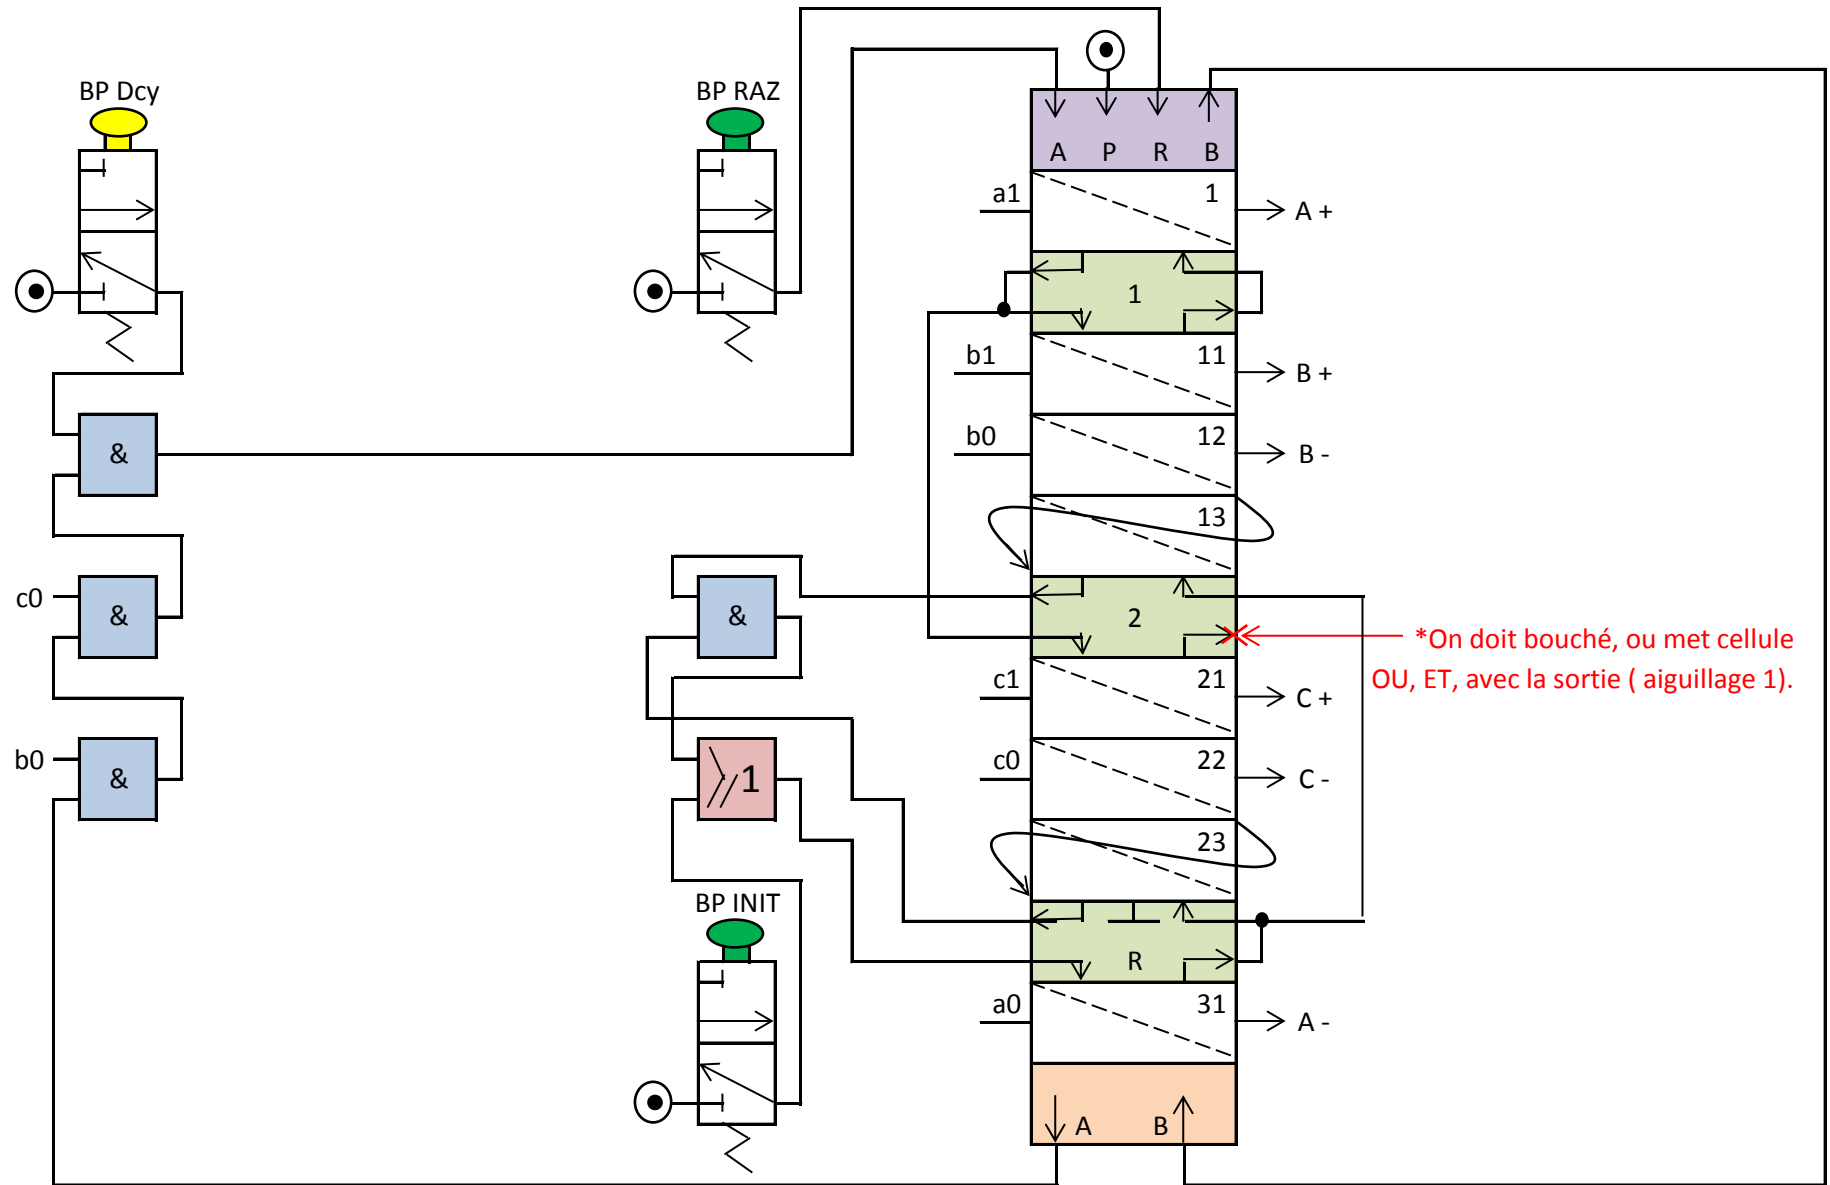 BP Dcy
BP RAZ
A P R B
a1 1 A +
1
b1 11 B +
& b0 12 B -
13
c0 & & 2
*On doit bouché, ou met cellule
OU, ET, avec la sortie ( aiguillage 1).
c1 21 C +
b0 & 1 c0 22 C -
23
BP INIT
R
a0 31 A -
A B